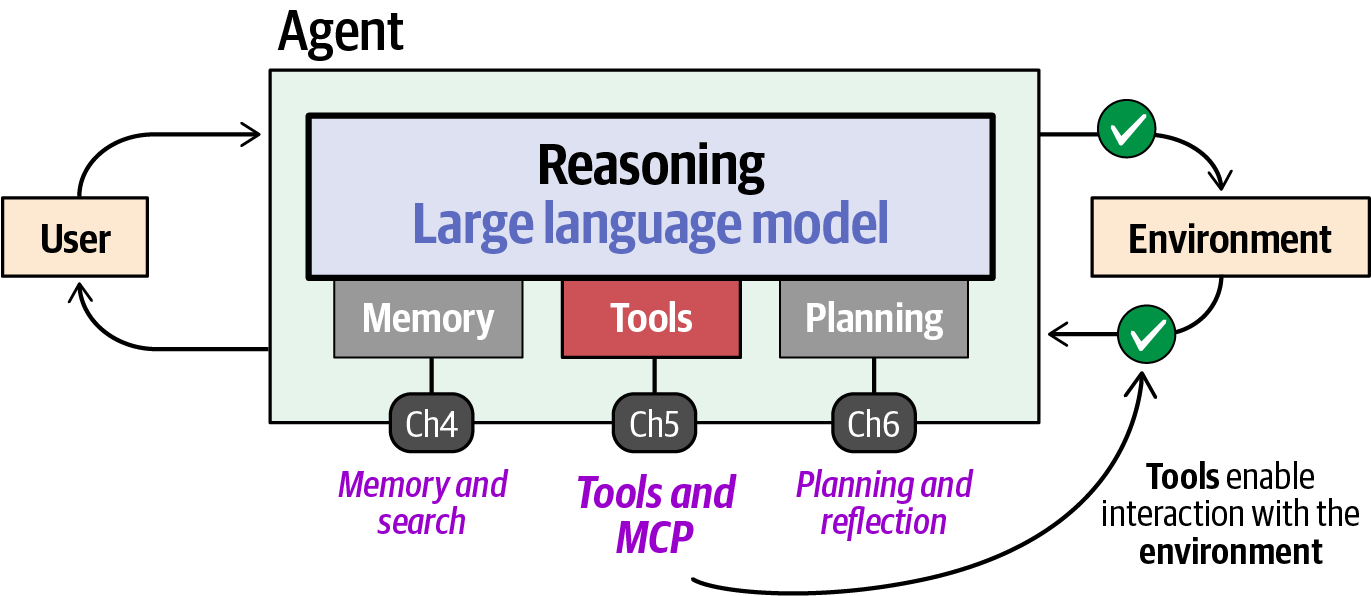 Agent
Reasoning
Large language model
User
Environment
Memory
Tools
Planning
Ch4
Ch5
Ch6
Memory and
search
Tools and
MCP
Planning and
reflection
Tools enable
interaction with the
environment